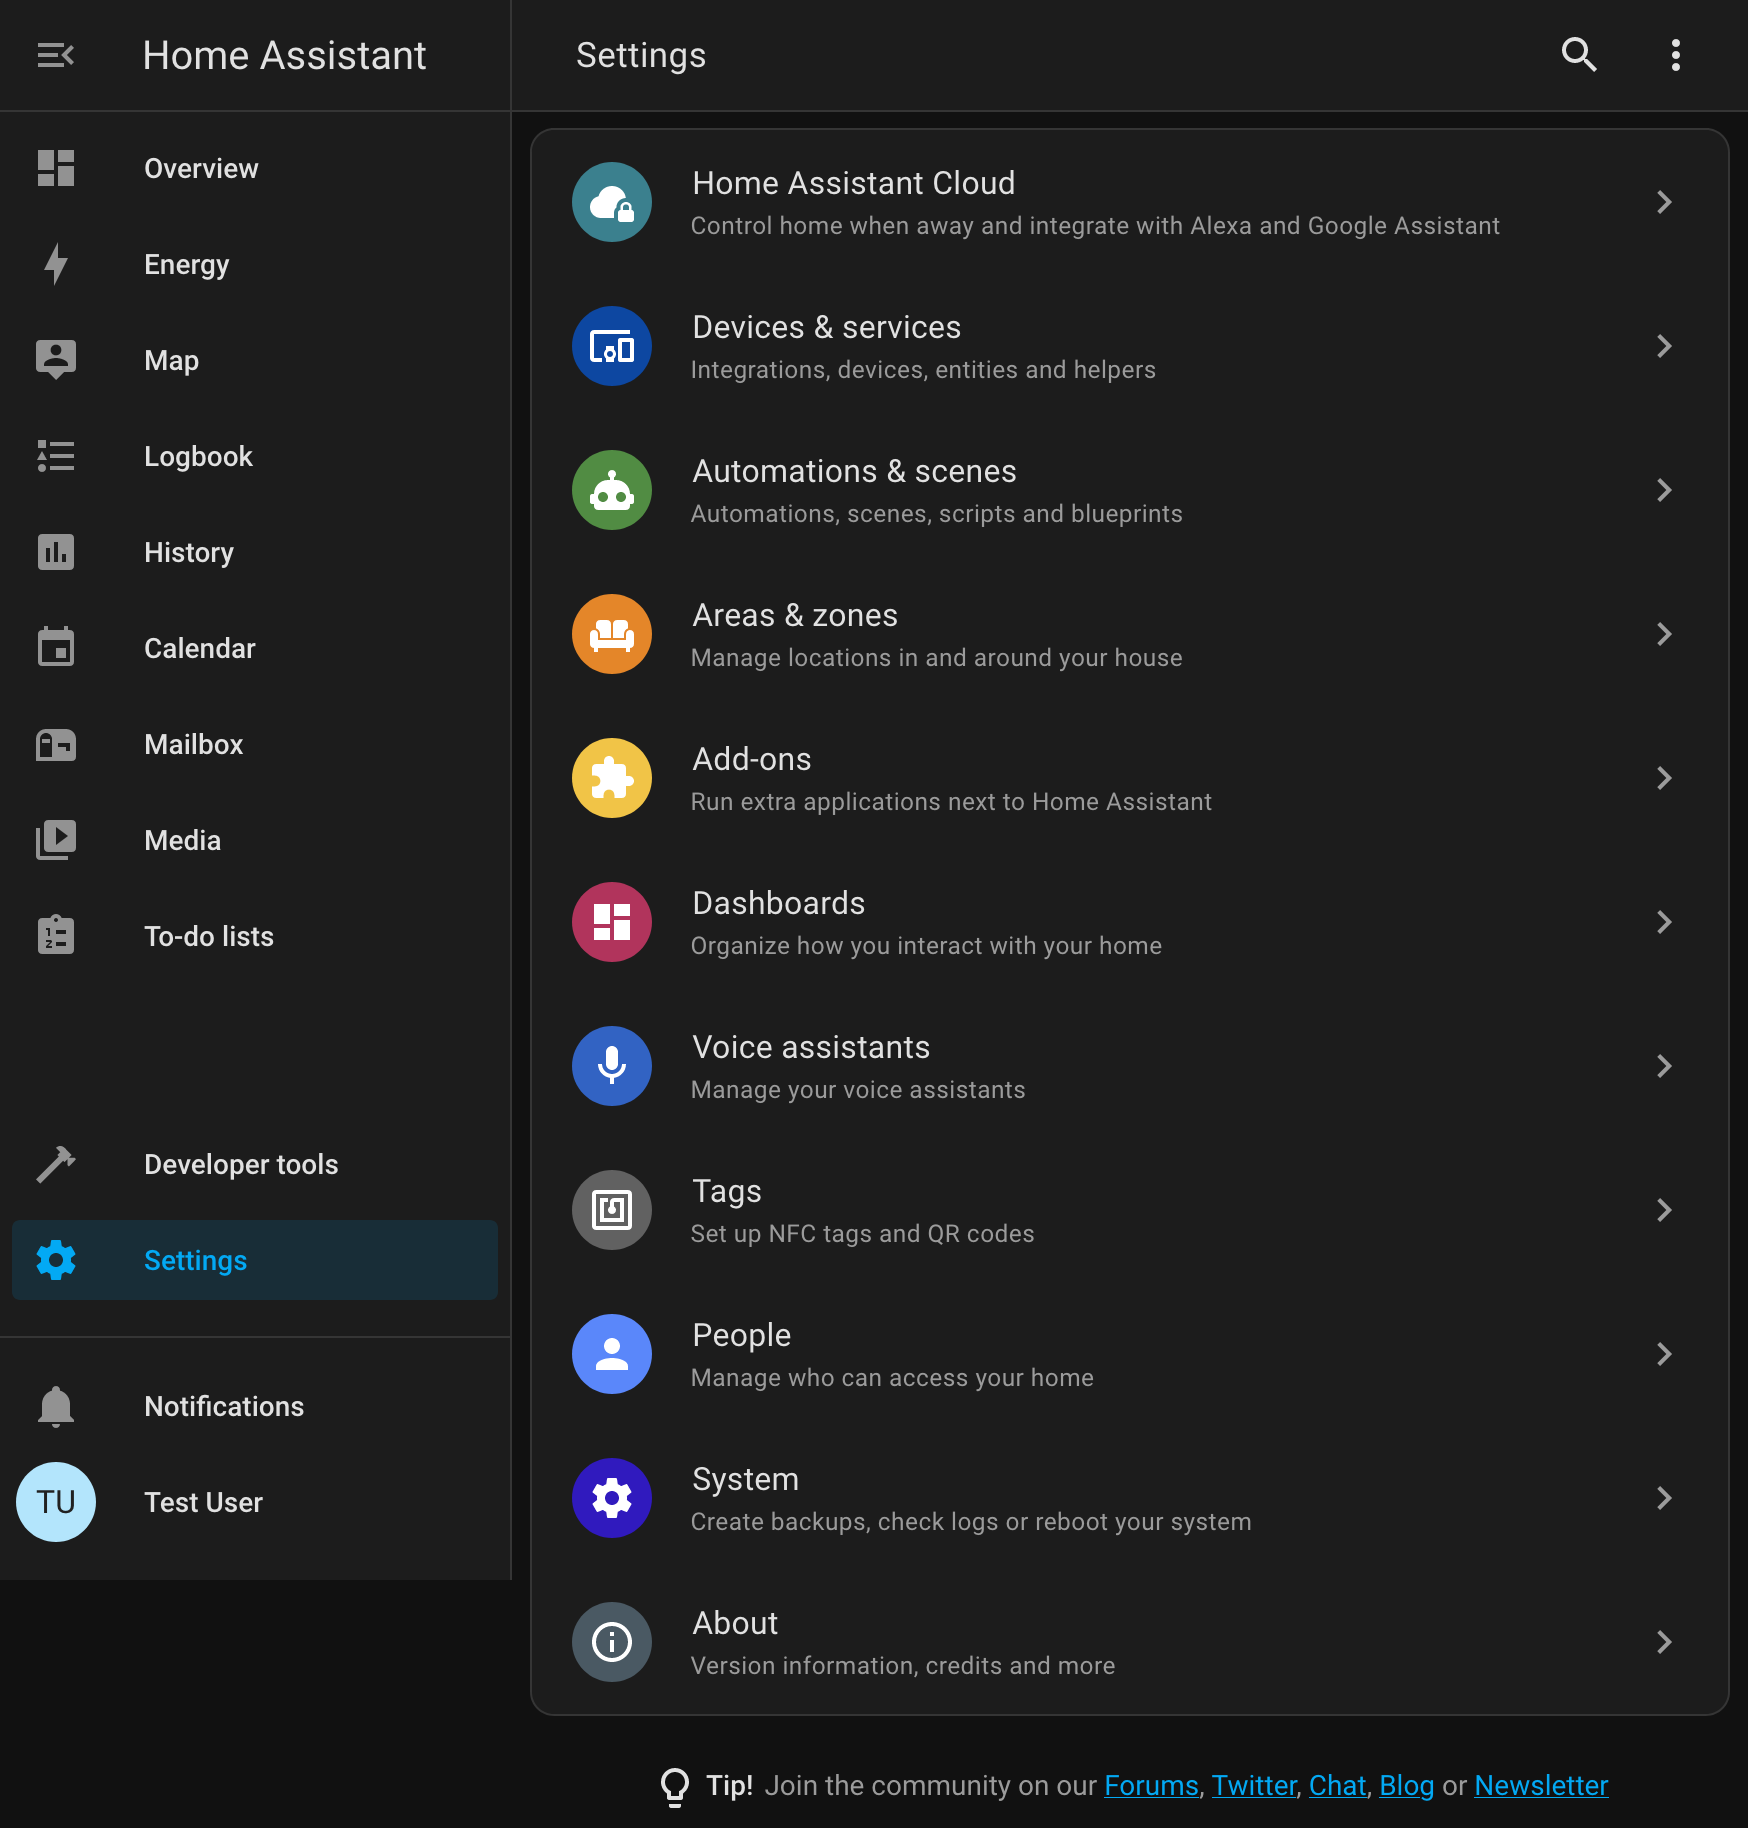 Home Assistant
Overview
Energy
Map
Logbook
History
Calendar
Mailbox
Media
To-do lists
Developer tools
Settings
Notifications
TU
Test User
Settings
Home Assistant Cloud
Control home when away and integrate with Alexa and Google Assistant
Devices & services
Integrations, devices, entities and helpers
Automations & scenes
Automations, scenes, scripts and blueprints
Areas & zones
Manage locations in and around your house
Add-ons
Run extra applications next to Home Assistant
Dashboards
Organize how you interact with your home
Voice assistants
Manage your voice assistants
Tags
Set up NFC tags and QR codes
People
Manage who can access your home
System
Create backups, check logs or reboot your system
About
Version information, credits and more
Tip! Join the community on our Forums, Twitter, Chat, Blog or Newsletter